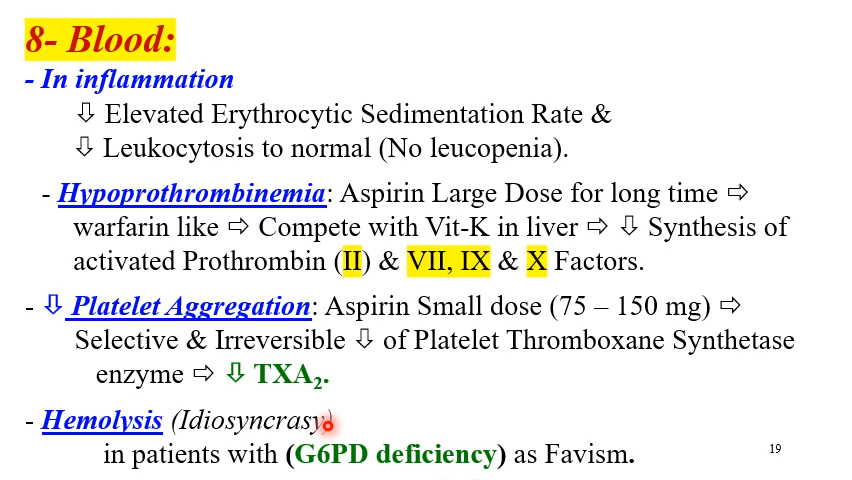 8- Blood:
- In inflammation
⇩ Elevated Erythrocytic Sedimentation Rate &
⇩ Leukocytosis to normal (No leucopenia).
- Hypoprothrombinemia: Aspirin Large Dose for long time ⇨
warfarin like ⇨ Compete with Vit-K in liver ⇨ ⇩ Synthesis of
activated Prothrombin (II) & VII, IX & X Factors.
- ⇩ Platelet Aggregation: Aspirin Small dose (75 – 150 mg) ⇨
Selective & Irreversible ⇩ of Platelet Thromboxane Synthetase
enzyme ⇨ ⇩ TXA₂.
- Hemolysis (Idiosyncrasy)
in patients with (G6PD deficiency) as Favism.
19